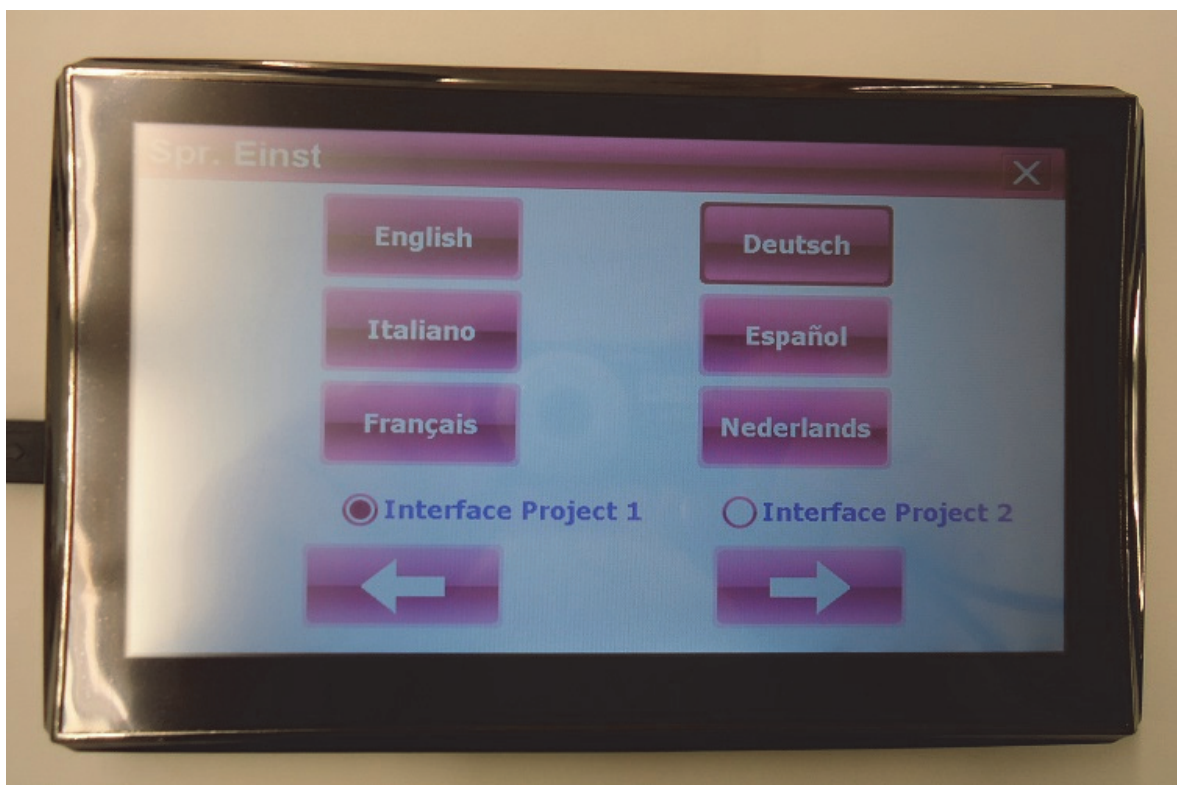 Spr. Einst
English
Deutsch
Italiano
Español
Français
Nederlands
Interface Project 1
Interface Project 2